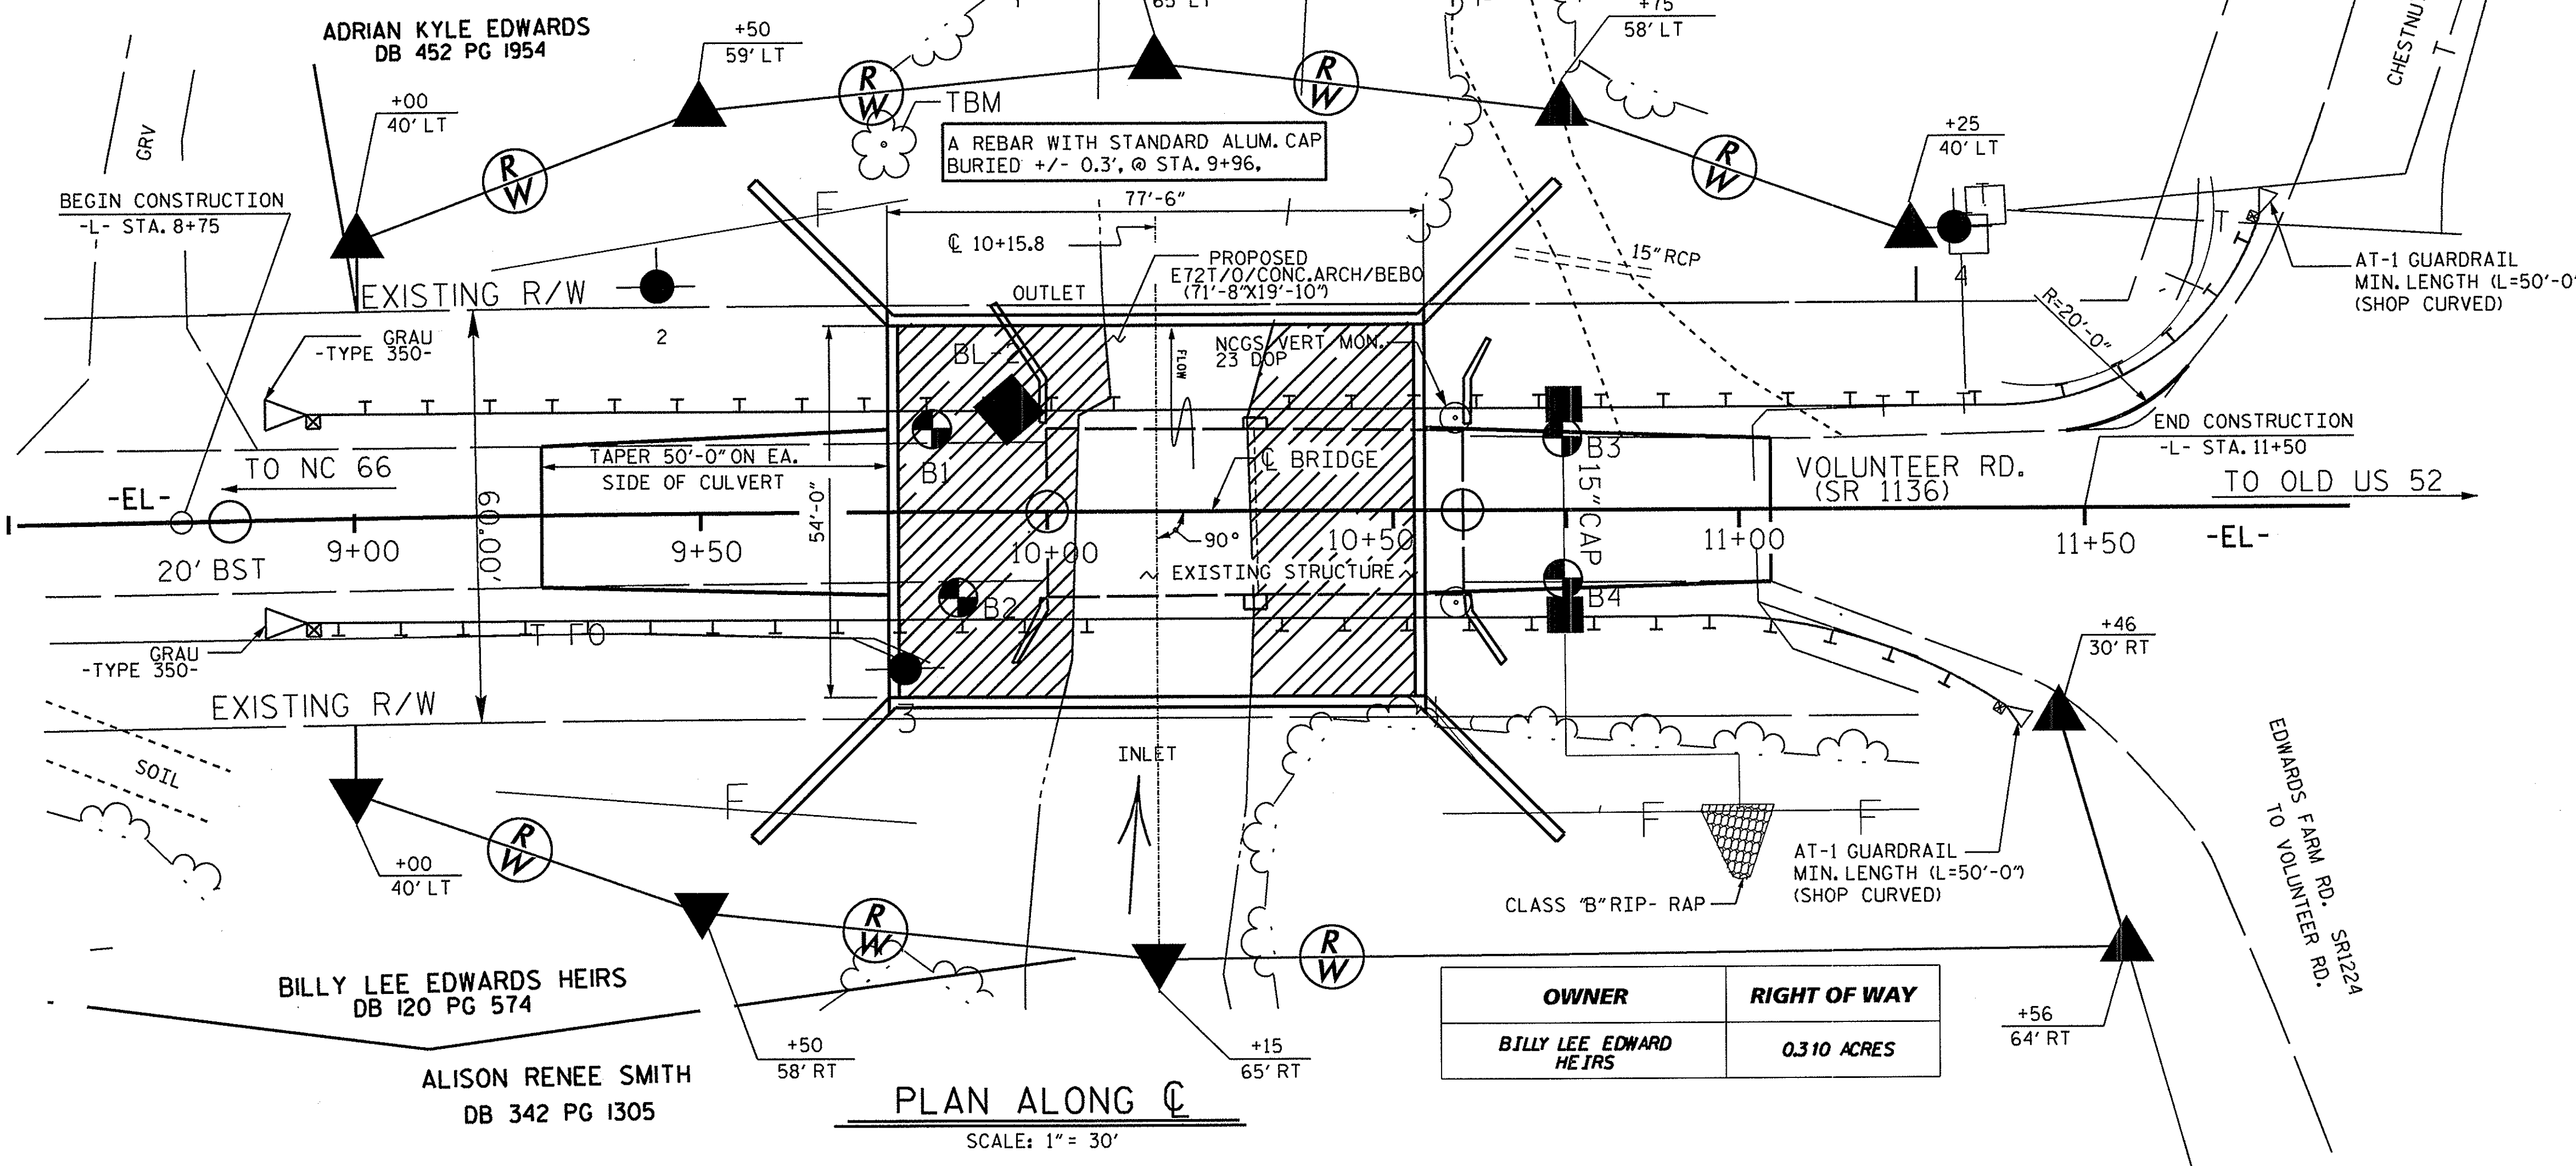 ADRIAN KYLE EDWARDS
DB 452 PG 1954
+50
59' LT
65' LT
+75
58' LT
CHESTNU
T
+00
40' LT
R
W
R
W
R
W
R
W
TBM
A REBAR WITH STANDARD ALUM. CAP
BURIED +/- 0.3', @ STA. 9+96.
+25
40' LT
GRV
BEGIN CONSTRUCTION
-L- STA. 8+75
F
77'-6"
℄ 10+15.8
PROPOSED
E72T/O/CONC.ARCH/BEBO
(71'-8"X19'-10")
15" RCP
T
T
4
AT-1 GUARDRAIL
MIN. LENGTH (L=50'-0"
(SHOP CURVED)
EXISTING R/W
2
OUTLET
R=20'-0"
GRAU
-TYPE 350-
BL-2
FLOW
NCGS VERT MON.
23 DOP
END CONSTRUCTION
-L- STA. 11+50
TO NC 66
TAPER 50'-0" ON EA.
SIDE OF CULVERT
B1
℄ BRIDGE
B3
VOLUNTEER RD.
(SR 1136)
TO OLD US 52
-EL-
60.00'
54'-0"
90°
15" CAP
9+00
9+50
10+00
10+50
11+00
11+50
-EL-
20' BST
EXISTING STRUCTURE
B2
B4
T FO
GRAU
-TYPE 350-
+46
30' RT
EXISTING R/W
3
SOIL
INLET
F
F
F
AT-1 GUARDRAIL
MIN. LENGTH (L=50'-0")
(SHOP CURVED)
CLASS "B" RIP- RAP
EDWARDS FARM RD. SR1224
TO VOLUNTEER RD.
+00
40' LT
R
W
R
W
R
W
BILLY LEE EDWARDS HEIRS
DB 120 PG 574
OWNER
RIGHT OF WAY
BILLY LEE EDWARD
HEIRS
0.310 ACRES
+56
64' RT
+50
58' RT
+15
65' RT
ALISON RENEE SMITH
DB 342 PG 1305
PLAN ALONG ℄
SCALE: 1" = 30'